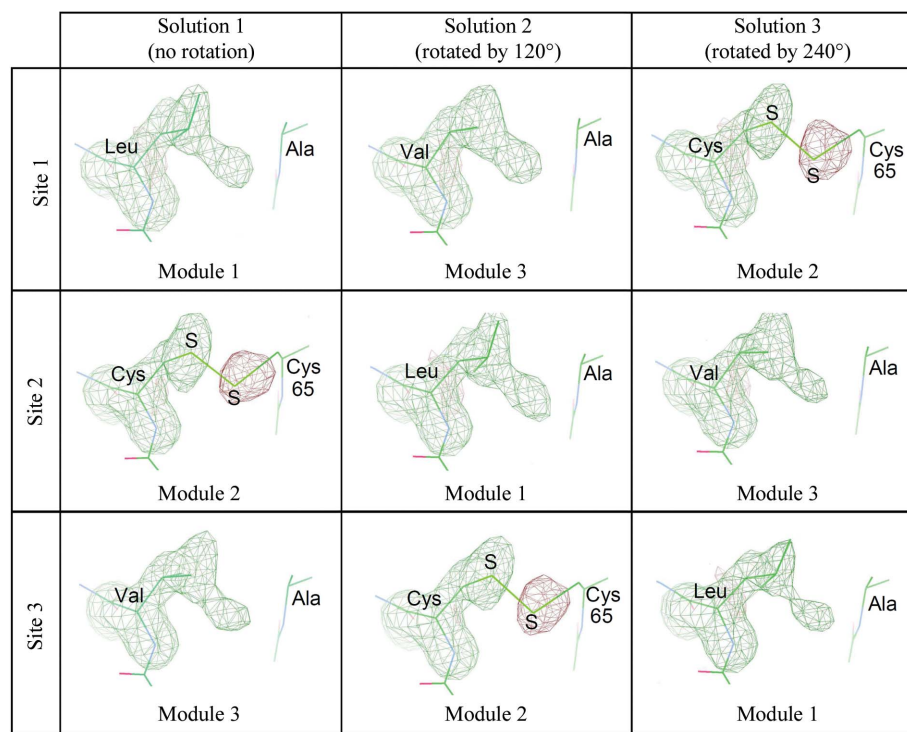 Solution 1
(no rotation)
Solution 2
(rotated by 120°)
Solution 3
(rotated by 240°)
Site 1
Leu
Ala
Module 1
Val
Ala
Module 3
S
Cys
S
Cys
65
Module 2
Site 2
S
Cys
S
Cys
65
Module 2
Leu
Ala
Module 1
Val
Ala
Module 3
Site 3
Val
Ala
Module 3
S
Cys
S
Cys
65
Module 2
Leu
Ala
Module 1